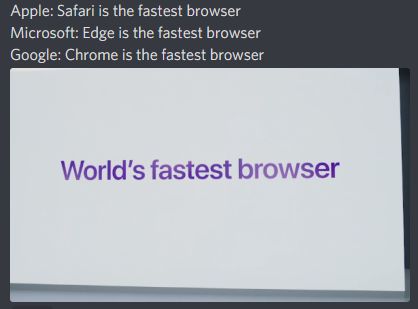 Apple: Safari is the fastest browser
Microsoft: Edge is the fastest browser
Google: Chrome is the fastest browser
World's fastest browser